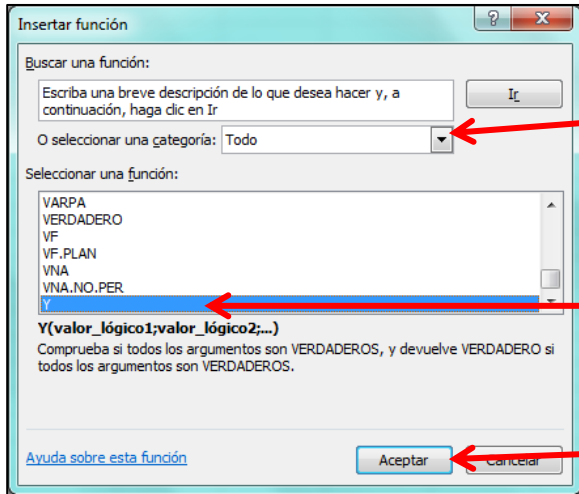 Insertar función
Buscar una función:
Escriba una breve descripción de lo que desea hacer y, a
continuación, haga clic en Ir
Ir
O seleccionar una categoría: Todo
Seleccionar una función:
VARPA
VERDADERO
VF
VF.PLAN
VNA
VNA.NO.PER
Y
Y(valor_lógico1;valor_lógico2;...)
Comprueba si todos los argumentos son VERDADEROS, y devuelve VERDADERO si
todos los argumentos son VERDADEROS.
Ayuda sobre esta función
Aceptar
Cancelar